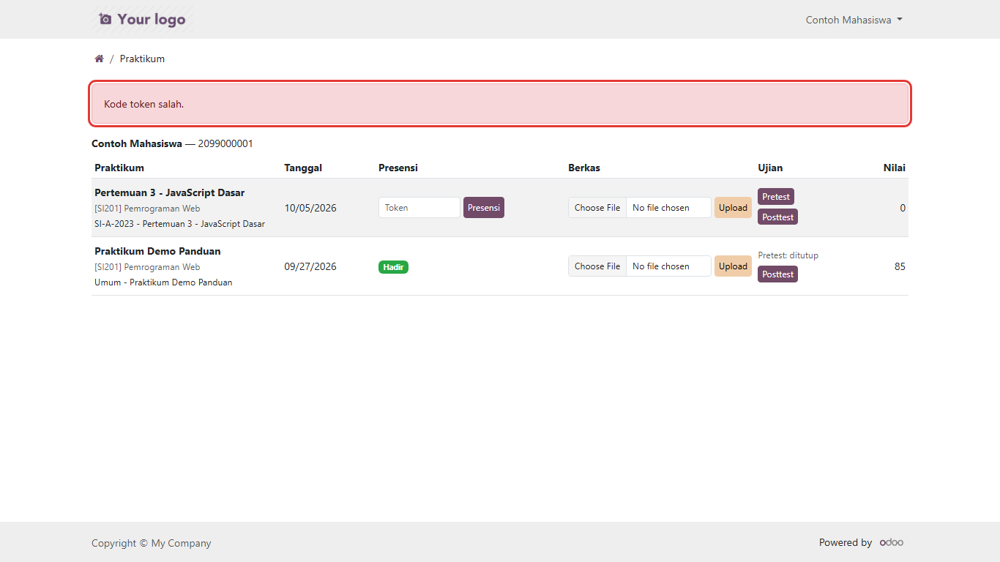 Your logo
Contoh Mahasiswa
/ Praktikum
Kode token salah.
Contoh Mahasiswa — 2099000001
Praktikum Tanggal Presensi Berkas Ujian Nilai
Pertemuan 3 - JavaScript Dasar
[SI201] Pemrograman Web
SI-A-2023 - Pertemuan 3 - JavaScript Dasar
10/05/2026
Token Presensi
Choose File No file chosen Upload
Pretest
Posttest
0
Praktikum Demo Panduan
[SI201] Pemrograman Web
Umum - Praktikum Demo Panduan
09/27/2026
Hadir
Choose File No file chosen Upload
Pretest: ditutup
Posttest
85
Copyright © My Company
Powered by odoo